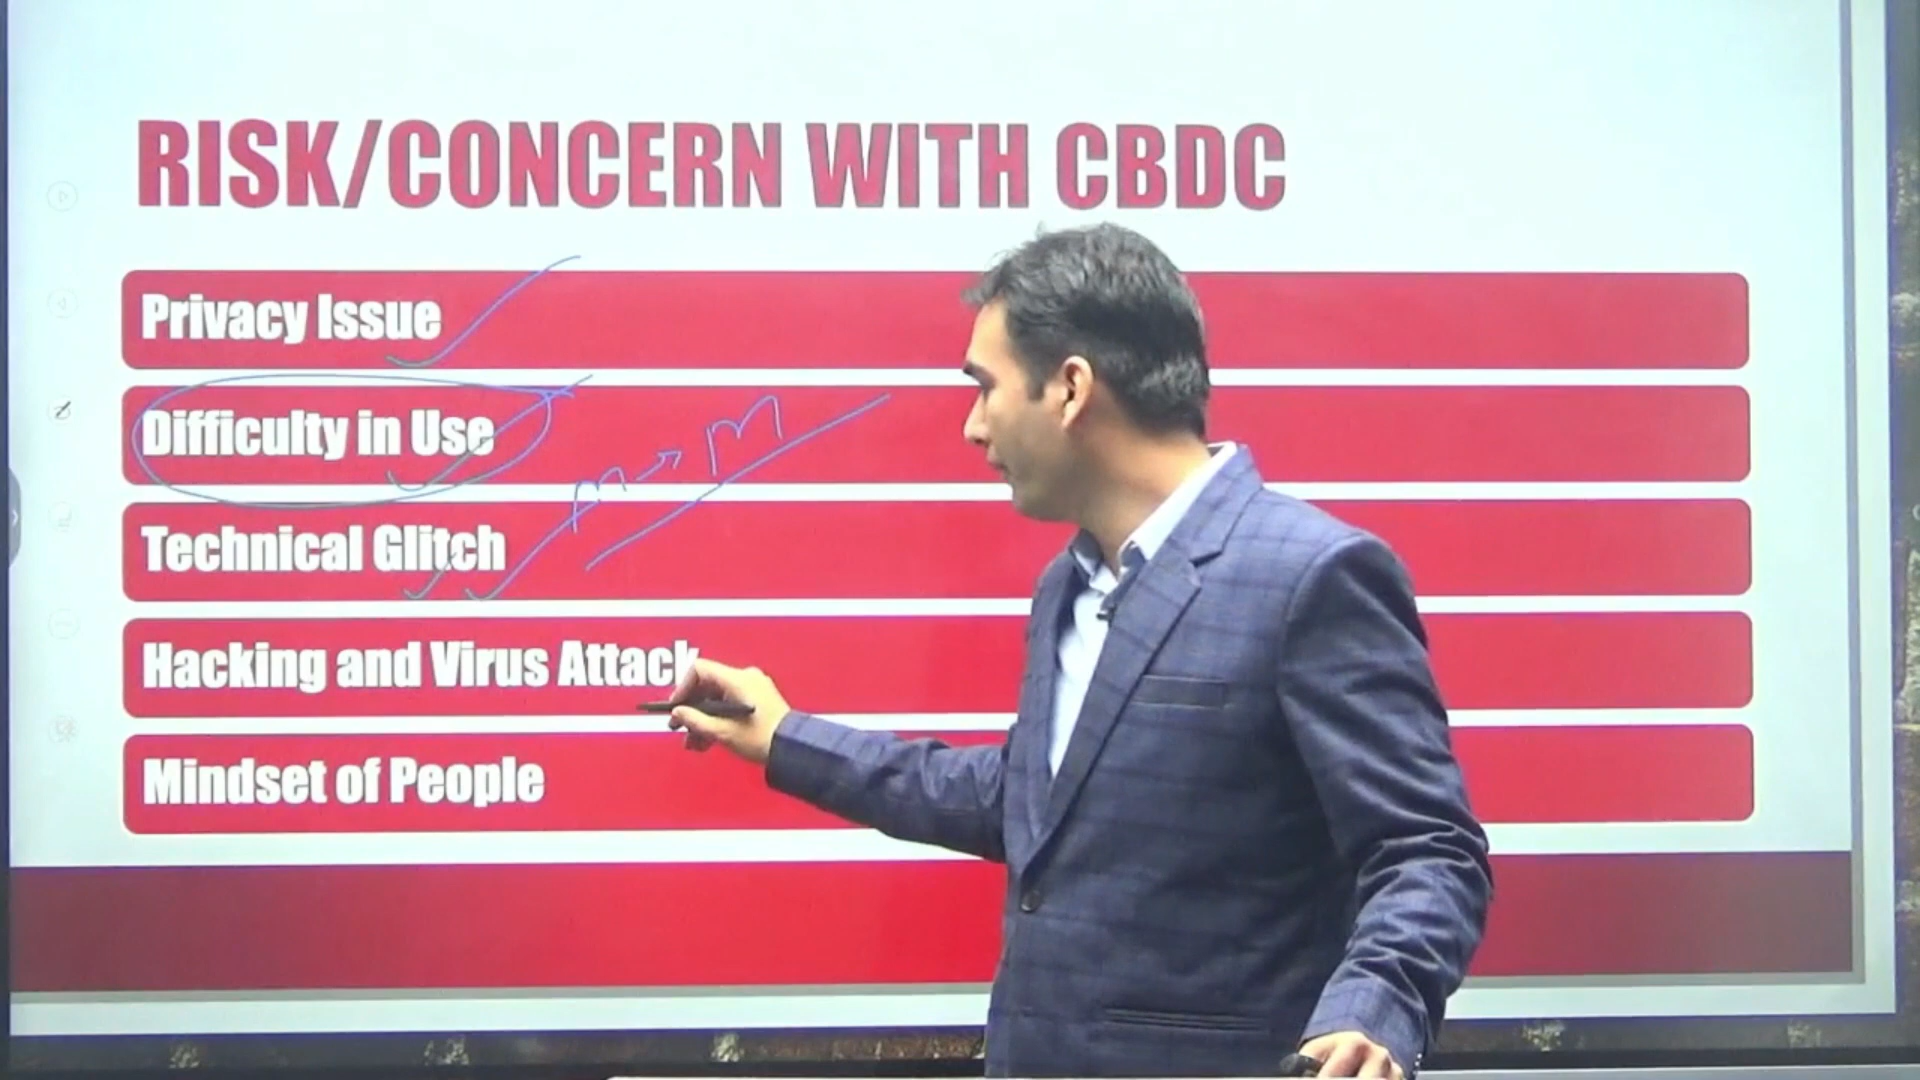 RISK/CONCERN WITH CBDC
Privacy Issue
Difficulty in Use
m → m
Technical Glitch
Hacking and Virus Attack
Mindset of People